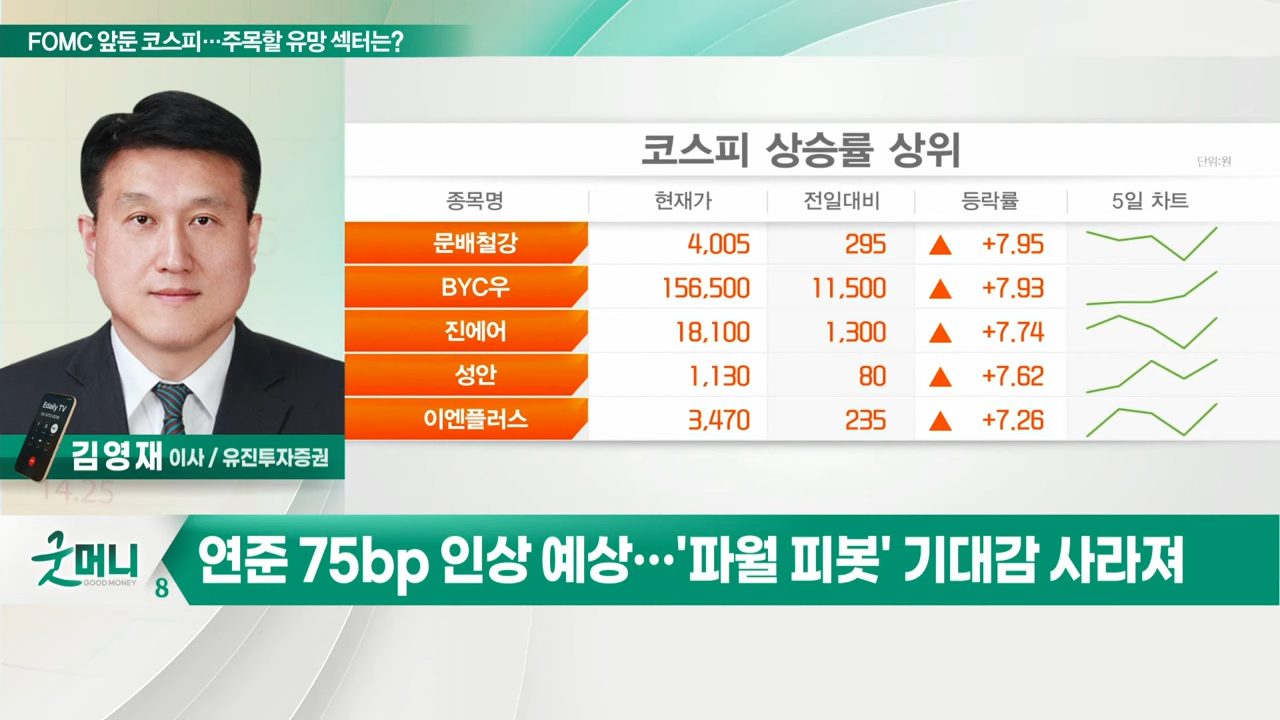 FOMC 앞둔 코스피…주목할 유망 섹터는?
코스피 상승률 상위
단위:원
종목명 현재가 전일대비 등락률 5일 차트
문배철강 4,005 295 ▲ +7.95
BYC우 156,500 11,500 ▲ +7.93
진에어 18,100 1,300 ▲ +7.74
성안 1,130 80 ▲ +7.62
이엔플러스 3,470 235 ▲ +7.26
Edaily TV
김영재 이사 / 유진투자증권
14.25
굿머니
GOOD MONEY
8
연준 75bp 인상 예상…'파월 피봇' 기대감 사라져